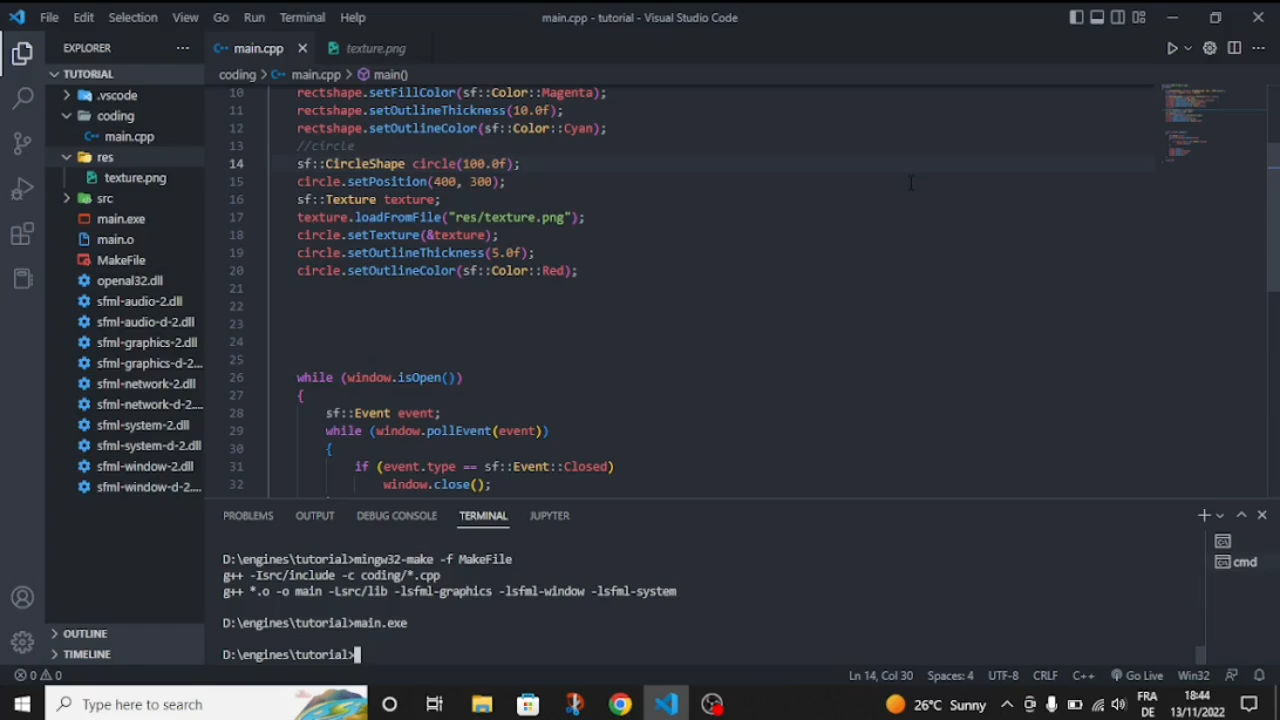 File Edit Selection View Go Run Terminal Help main.cpp - tutorial - Visual Studio Code
EXPLORER
TUTORIAL
.vscode
coding
main.cpp
res
texture.png
src
main.exe
main.o
MakeFile
openal32.dll
sfml-audio-2.dll
sfml-audio-d-2.dll
sfml-graphics-2.dll
sfml-graphics-d-2...
sfml-network-2.dll
sfml-network-d-2....
sfml-system-2.dll
sfml-system-d-2.dll
sfml-window-2.dll
sfml-window-d-2....
OUTLINE
TIMELINE
main.cpp texture.png
coding > main.cpp > main()
10 rectshape.setFillColor(sf::Color::Magenta);
11 rectshape.setOutlineThickness(10.0f);
12 rectshape.setOutlineColor(sf::Color::Cyan);
13 //circle
14 sf::CircleShape circle(100.0f);
15 circle.setPosition(400, 300);
16 sf::Texture texture;
17 texture.loadFromFile("res/texture.png");
18 circle.setTexture(&texture);
19 circle.setOutlineThickness(5.0f);
20 circle.setOutlineColor(sf::Color::Red);
21
22
23
24
25
26 while (window.isOpen())
27 {
28 sf::Event event;
29 while (window.pollEvent(event))
30 {
31 if (event.type == sf::Event::Closed)
32 window.close();
PROBLEMS OUTPUT DEBUG CONSOLE TERMINAL JUPYTER
cmd
D:\engines\tutorial>mingw32-make -f MakeFile
g++ -Isrc/include -c coding/*.cpp
g++ *.o -o main -Lsrc/lib -lsfml-graphics -lsfml-window -lsfml-system
D:\engines\tutorial>main.exe
D:\engines\tutorial>
0 0 Ln 14, Col 30 Spaces: 4 UTF-8 CRLF C++ Go Live Win32
Type here to search
26°C Sunny
FRA
DE
18:44
13/11/2022